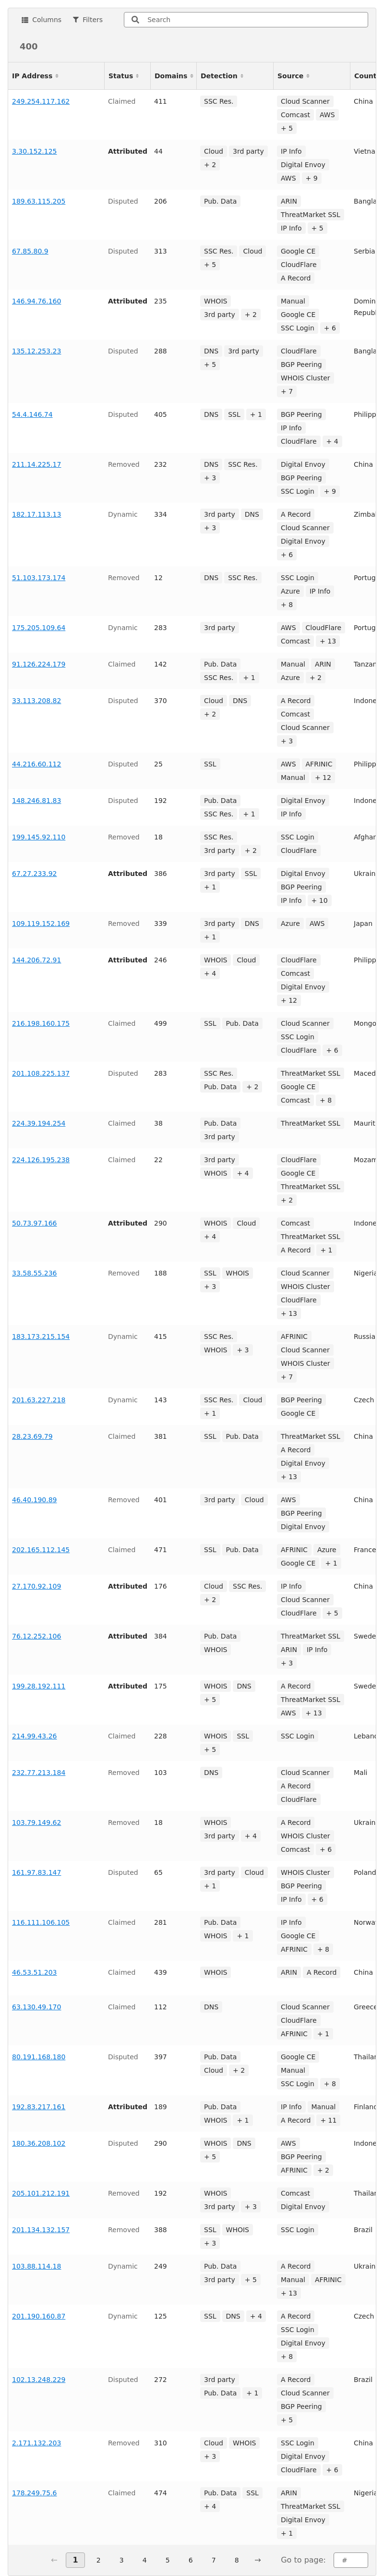 Columns Filters Search
400
IP Address Status Domains Detection Source Count
249.254.117.162 Claimed 411 SSC Res. Cloud Scanner China
Comcast AWS
+ 5
3.30.152.125 Attributed 44 Cloud 3rd party IP Info Vietna
+ 2 Digital Envoy
AWS + 9
189.63.115.205 Disputed 206 Pub. Data ARIN Bangla
ThreatMarket SSL
IP Info + 5
67.85.80.9 Disputed 313 SSC Res. Cloud Google CE Serbia
+ 5 CloudFlare
A Record
146.94.76.160 Attributed 235 WHOIS Manual Domin
3rd party + 2 Google CE Republ
SSC Login + 6
135.12.253.23 Disputed 288 DNS 3rd party CloudFlare Bangla
+ 5 BGP Peering
WHOIS Cluster
+ 7
54.4.146.74 Disputed 405 DNS SSL + 1 BGP Peering Philipp
IP Info
CloudFlare + 4
211.14.225.17 Removed 232 DNS SSC Res. Digital Envoy China
+ 3 BGP Peering
SSC Login + 9
182.17.113.13 Dynamic 334 3rd party DNS A Record Zimba
+ 3 Cloud Scanner
Digital Envoy
+ 6
51.103.173.174 Removed 12 DNS SSC Res. SSC Login Portug
Azure IP Info
+ 8
175.205.109.64 Dynamic 283 3rd party AWS CloudFlare Portug
Comcast + 13
91.126.224.179 Claimed 142 Pub. Data Manual ARIN Tanzan
SSC Res. + 1 Azure + 2
33.113.208.82 Disputed 370 Cloud DNS A Record Indone
+ 2 Comcast
Cloud Scanner
+ 3
44.216.60.112 Disputed 25 SSL AWS AFRINIC Philipp
Manual + 12
148.246.81.83 Disputed 192 Pub. Data Digital Envoy Indone
SSC Res. + 1 IP Info
199.145.92.110 Removed 18 SSC Res. SSC Login Afghan
3rd party + 2 CloudFlare
67.27.233.92 Attributed 386 3rd party SSL Digital Envoy Ukrain
+ 1 BGP Peering
IP Info + 10
109.119.152.169 Removed 339 3rd party DNS Azure AWS Japan
+ 1
144.206.72.91 Attributed 246 WHOIS Cloud CloudFlare Philipp
+ 4 Comcast
Digital Envoy
+ 12
216.198.160.175 Claimed 499 SSL Pub. Data Cloud Scanner Mongo
SSC Login
CloudFlare + 6
201.108.225.137 Disputed 283 SSC Res. ThreatMarket SSL Maced
Pub. Data + 2 Google CE
Comcast + 8
224.39.194.254 Claimed 38 Pub. Data ThreatMarket SSL Maurit
3rd party
224.126.195.238 Claimed 22 3rd party CloudFlare Mozam
WHOIS + 4 Google CE
ThreatMarket SSL
+ 2
50.73.97.166 Attributed 290 WHOIS Cloud Comcast Indone
+ 4 ThreatMarket SSL
A Record + 1
33.58.55.236 Removed 188 SSL WHOIS Cloud Scanner Nigeria
+ 3 WHOIS Cluster
CloudFlare
+ 13
183.173.215.154 Dynamic 415 SSC Res. AFRINIC Russia
WHOIS + 3 Cloud Scanner
WHOIS Cluster
+ 7
201.63.227.218 Dynamic 143 SSC Res. Cloud BGP Peering Czech
+ 1 Google CE
28.23.69.79 Claimed 381 SSL Pub. Data ThreatMarket SSL China
A Record
Digital Envoy
+ 13
46.40.190.89 Removed 401 3rd party Cloud AWS China
BGP Peering
Digital Envoy
202.165.112.145 Claimed 471 SSL Pub. Data AFRINIC Azure France
Google CE + 1
27.170.92.109 Attributed 176 Cloud SSC Res. IP Info China
+ 2 Cloud Scanner
CloudFlare + 5
76.12.252.106 Attributed 384 Pub. Data ThreatMarket SSL Swede
WHOIS ARIN IP Info
+ 3
199.28.192.111 Attributed 175 WHOIS DNS A Record Swede
+ 5 ThreatMarket SSL
AWS + 13
214.99.43.26 Claimed 228 WHOIS SSL SSC Login Lebano
+ 5
232.77.213.184 Removed 103 DNS Cloud Scanner Mali
A Record
CloudFlare
103.79.149.62 Removed 18 WHOIS A Record Ukrain
3rd party + 4 WHOIS Cluster
Comcast + 6
161.97.83.147 Disputed 65 3rd party Cloud WHOIS Cluster Poland
+ 1 BGP Peering
IP Info + 6
116.111.106.105 Claimed 281 Pub. Data IP Info Norwa
WHOIS + 1 Google CE
AFRINIC + 8
46.53.51.203 Claimed 439 WHOIS ARIN A Record China
63.130.49.170 Claimed 112 DNS Cloud Scanner Greece
CloudFlare
AFRINIC + 1
80.191.168.180 Disputed 397 Pub. Data Google CE Thailan
Cloud + 2 Manual
SSC Login + 8
192.83.217.161 Attributed 189 Pub. Data IP Info Manual Finland
WHOIS + 1 A Record + 11
180.36.208.102 Disputed 290 WHOIS DNS AWS Indone
+ 5 BGP Peering
AFRINIC + 2
205.101.212.191 Removed 192 WHOIS Comcast Thailan
3rd party + 3 Digital Envoy
201.134.132.157 Removed 388 SSL WHOIS SSC Login Brazil
+ 3
103.88.114.18 Dynamic 249 Pub. Data A Record Ukrain
3rd party + 5 Manual AFRINIC
+ 13
201.190.160.87 Dynamic 125 SSL DNS + 4 A Record Czech
SSC Login
Digital Envoy
+ 8
102.13.248.229 Disputed 272 3rd party A Record Brazil
Pub. Data + 1 Cloud Scanner
BGP Peering
+ 5
2.171.132.203 Removed 310 Cloud WHOIS SSC Login China
+ 3 Digital Envoy
CloudFlare + 6
178.249.75.6 Claimed 474 Pub. Data SSL ARIN Nigeria
+ 4 ThreatMarket SSL
Digital Envoy
+ 1
← 1 2 3 4 5 6 7 8 → Go to page: #